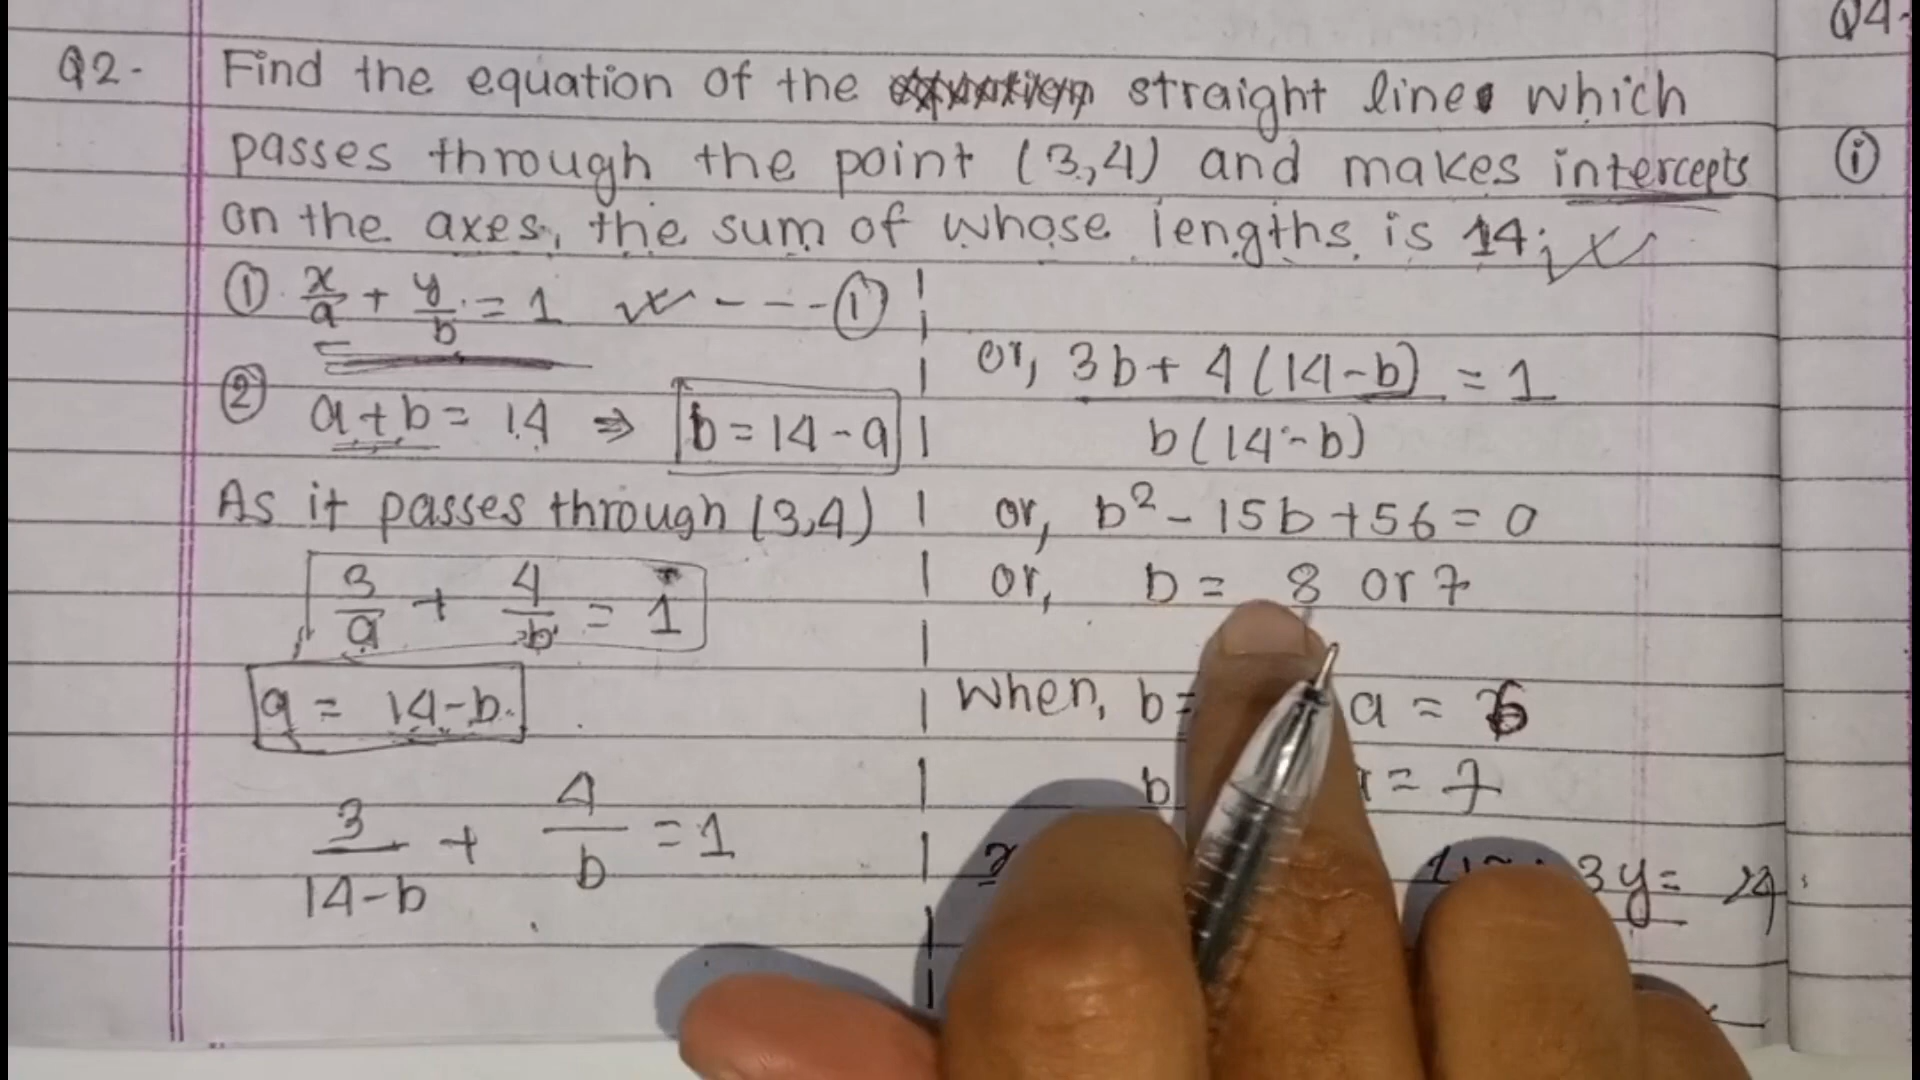 Q4.
Q2- Find the equation of the straight line which
passes through the point (3,4) and makes intercepts
on the axes, the sum of whose lengths is 14.
① x/a + y/b = 1 ----①
② a+b = 14 ⇒ b = 14-a
As it passes through (3,4)
3/a + 4/b = 1
a = 14-b.
3/14-b + 4/b = 1
or, 3b+4(14-b)/b(14-b) = 1
or, b² - 15b + 56 = 0
or, b = 8 or 7
When, b= a = 6
b = 7
3y = 24
ⓘ